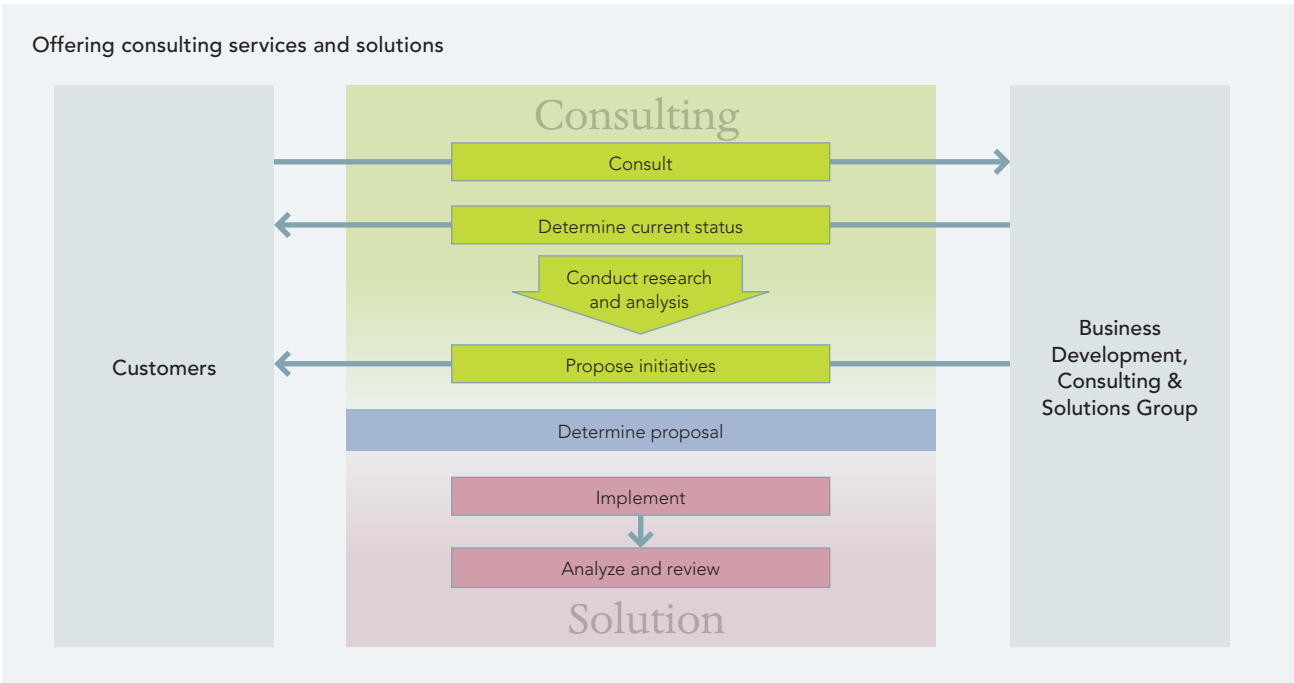 Offering consulting services and solutions
Consulting
Consult
Determine current status
Conduct research
and analysis
Propose initiatives
Customers
Business
Development,
Consulting &
Solutions Group
Determine proposal
Implement
Analyze and review
Solution